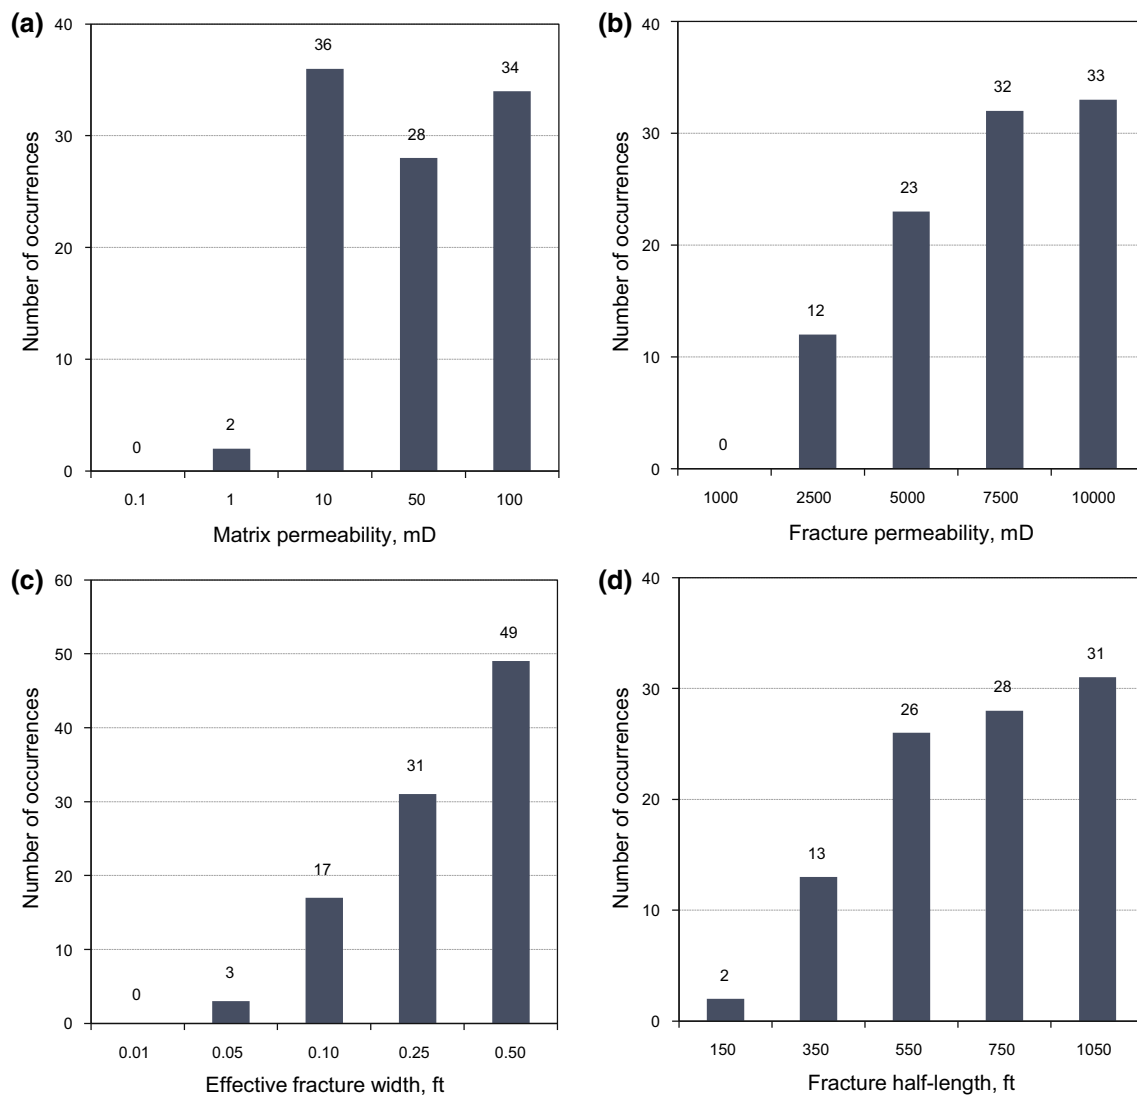 (a)
40
30
20
10
0
Number of occurrences
0
2
36
28
34
0.1 1 10 50 100
Matrix permeability, mD
(b)
40
30
20
10
0
Number of occurrences
0
12
23
32
33
1000 2500 5000 7500 10000
Fracture permeability, mD
(c)
60
50
40
30
20
10
0
Number of occurrences
0
3
17
31
49
0.01 0.05 0.10 0.25 0.50
Effective fracture width, ft
(d)
40
30
20
10
0
Number of occurrences
2
13
26
28
31
150 350 550 750 1050
Fracture half-length, ft